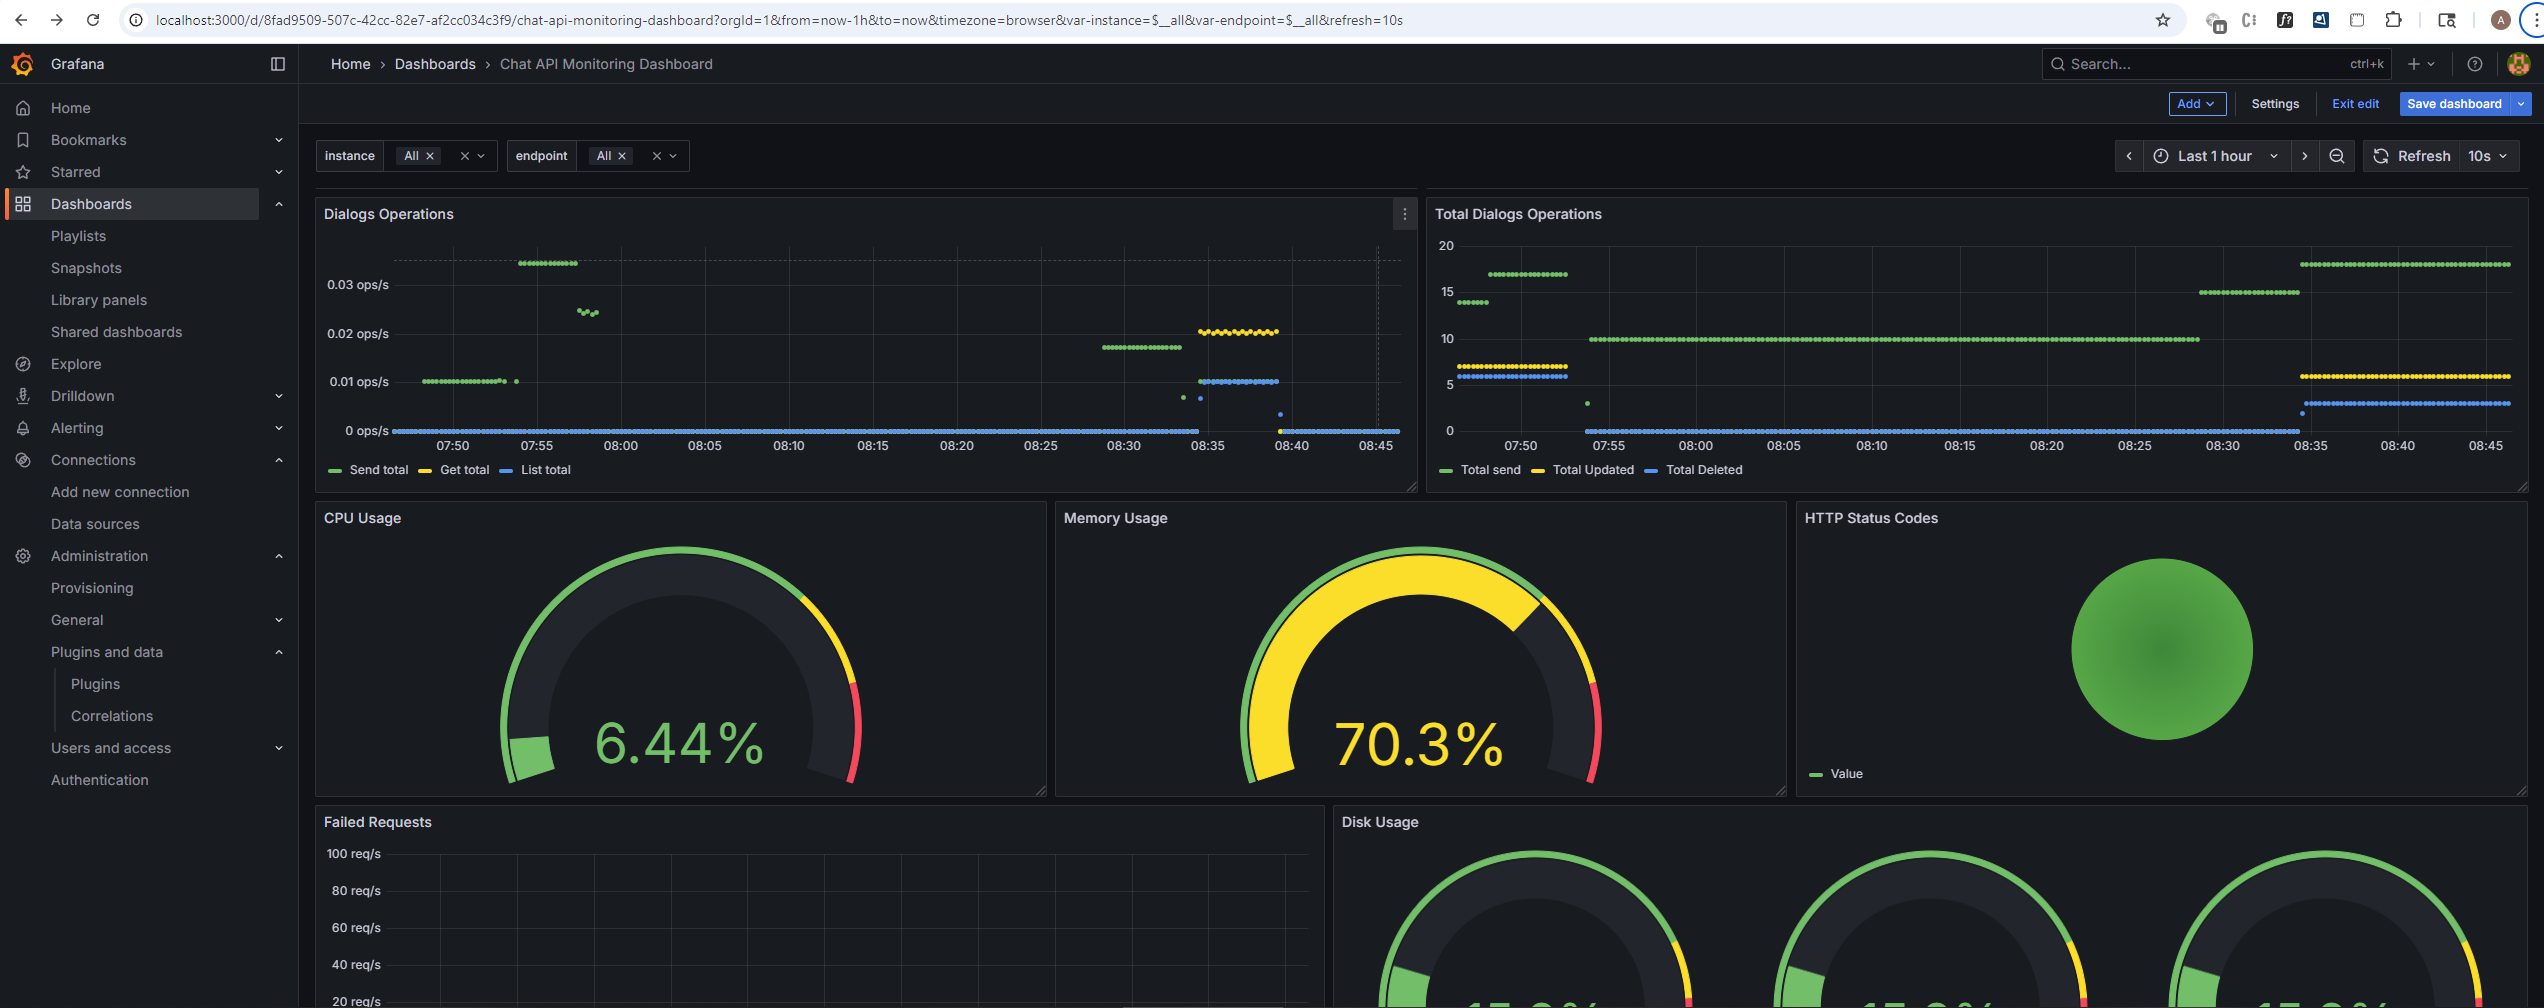 localhost:3000/d/8fad9509-507c-42cc-82e7-af2cc034c3f9/chat-api-monitoring-dashboard?orgId=1&from=now-1h&to=now&timezone=browser&var-instance=$__all&var-endpoint=$__all&refresh=10s
A
Grafana
Home › Dashboards › Chat API Monitoring Dashboard
Search... ctrl+k
Add Settings Exit edit Save dashboard
Home
Bookmarks
Starred
Dashboards
Playlists
Snapshots
Library panels
Shared dashboards
Explore
Drilldown
Alerting
Connections
Add new connection
Data sources
Administration
Provisioning
General
Plugins and data
Plugins
Correlations
Users and access
Authentication
instance All endpoint All
Last 1 hour Refresh 10s
Dialogs Operations
0.03 ops/s
0.02 ops/s
0.01 ops/s
0 ops/s
07:50 07:55 08:00 08:05 08:10 08:15 08:20 08:25 08:30 08:35 08:40 08:45
Send total Get total List total
Total Dialogs Operations
20
15
10
5
0
07:50 07:55 08:00 08:05 08:10 08:15 08:20 08:25 08:30 08:35 08:40 08:45
Total send Total Updated Total Deleted
CPU Usage
6.44%
Memory Usage
70.3%
HTTP Status Codes
Value
Failed Requests
100 req/s
80 req/s
60 req/s
40 req/s
20 req/s
Disk Usage